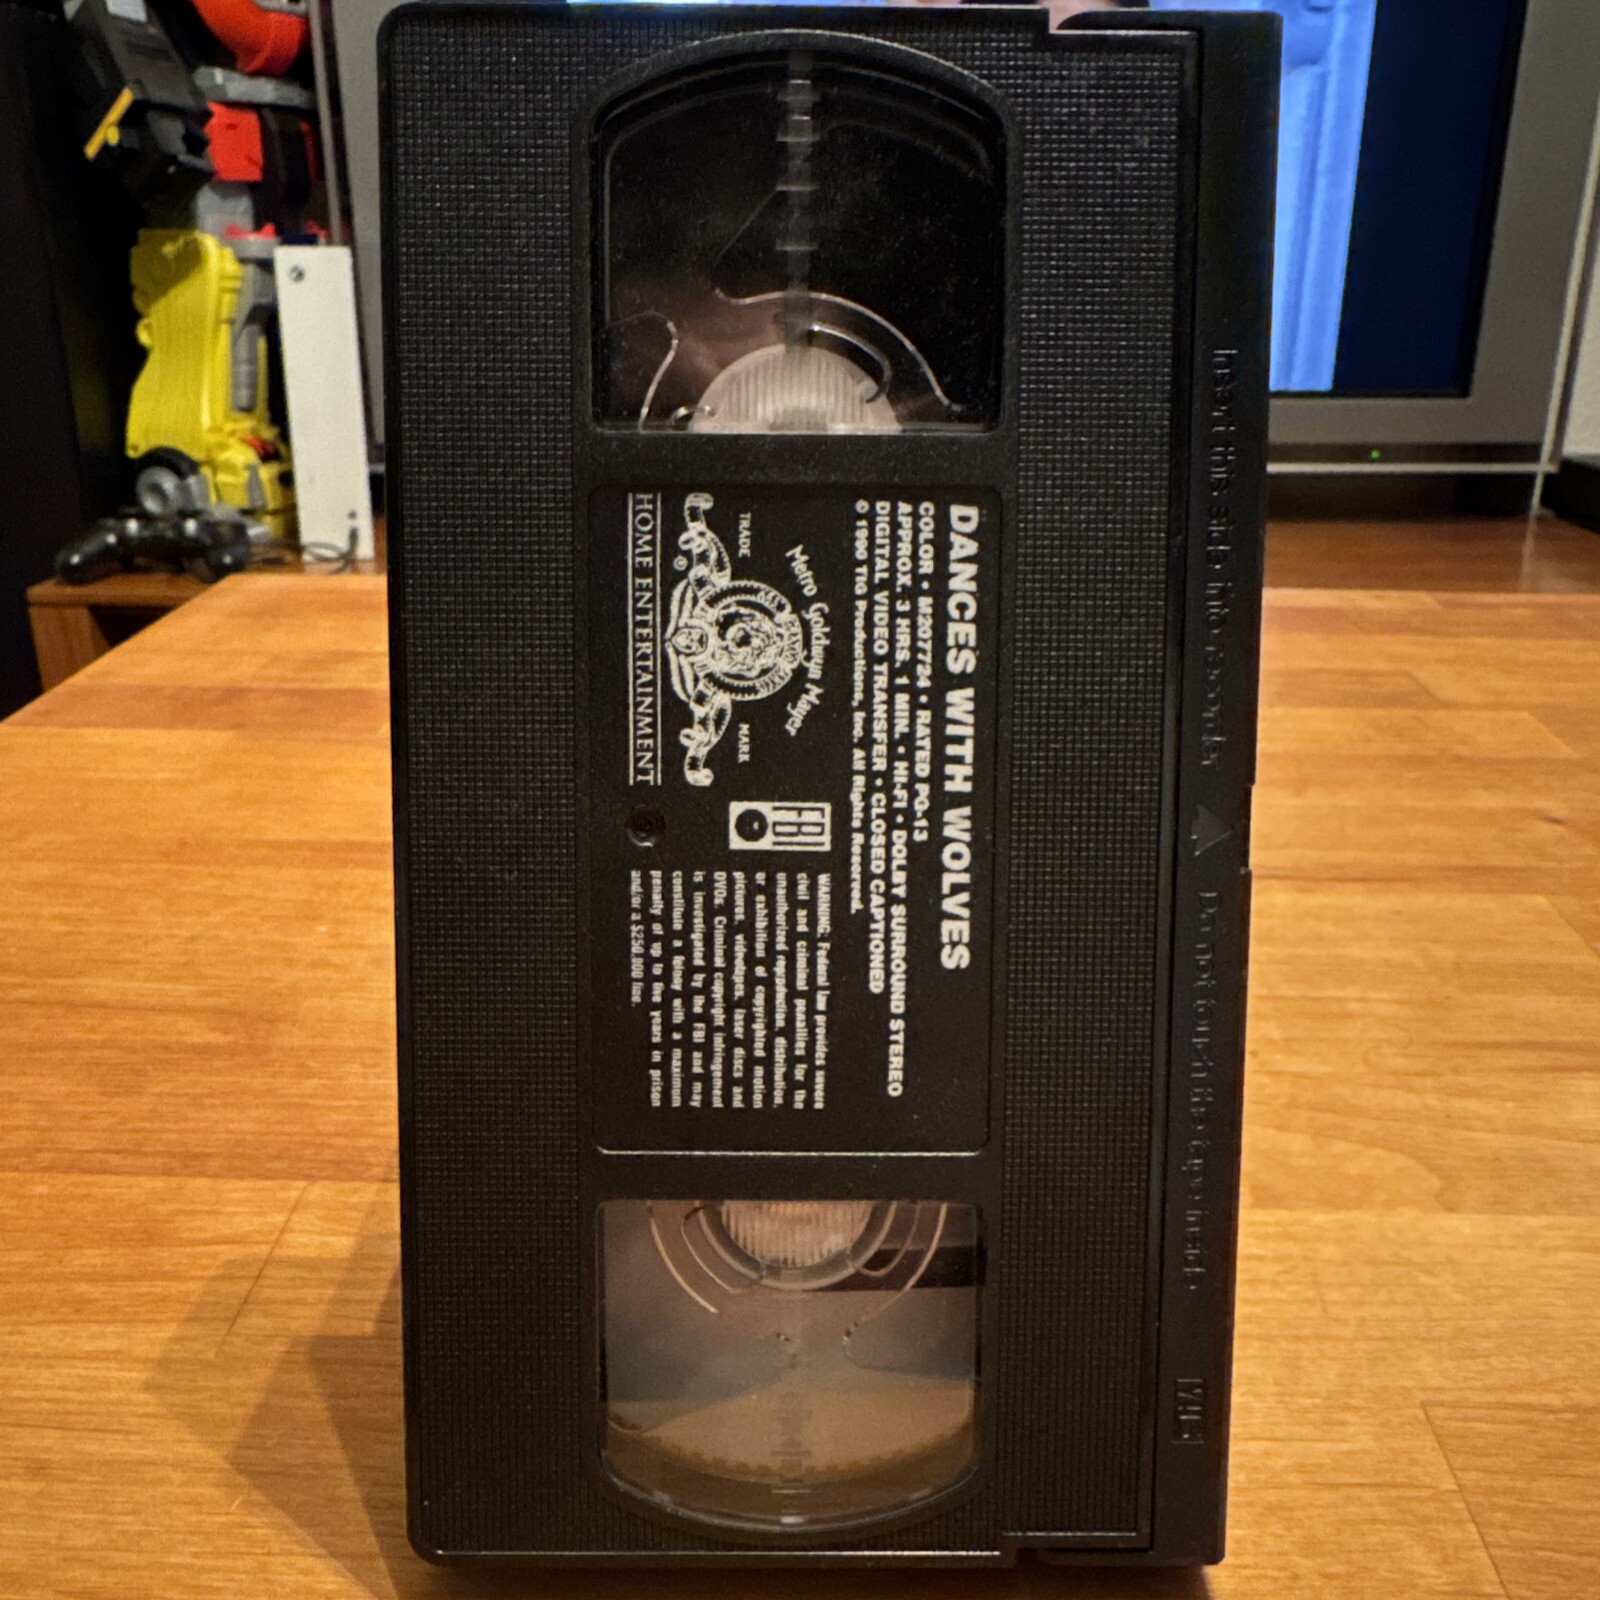 DANCES WITH WOLVES
COLOR • M207724 • RATED PG-13
APPROX. 3 HRS. 1 MIN. • HI-FI • DOLBY SURROUND STEREO
DIGITAL VIDEO TRANSFER • CLOSED CAPTIONED
© 1990 TIG Productions, Inc. All Rights Reserved.
Metro Goldwyn Mayer
TRADE MARK
®
HOME ENTERTAINMENT
FBI
WARNING: Federal law provides severe
civil and criminal penalties for the
unauthorized reproduction, distribution,
or exhibition of copyrighted motion
pictures, videotapes, laser discs and
DVDs. Criminal copyright infringement
is investigated by the FBI and may
constitute a felony with a maximum
penalty of up to five years in prison
and/or a $250,000 fine.
Insert this side into recorder ▲ Do not touch the tape inside
VHS